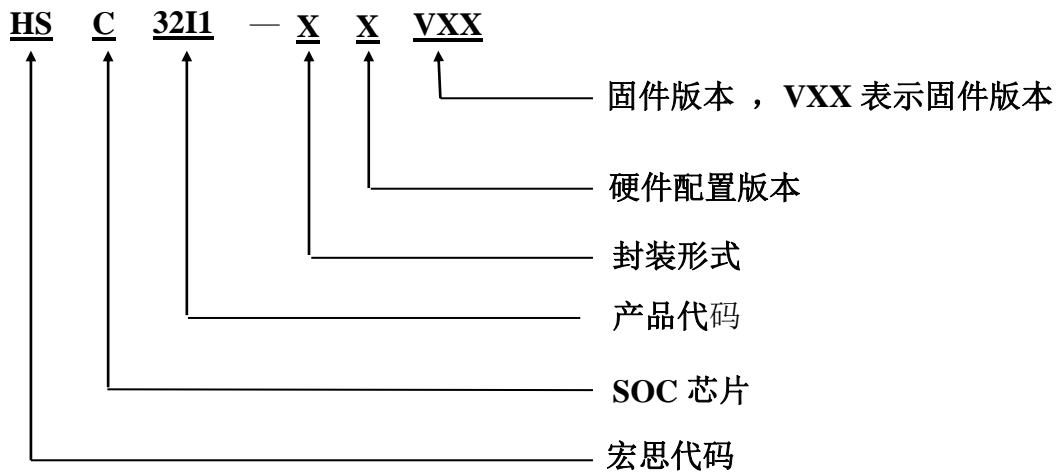 HS C 32I1 — X X VXX
固件版本 ，VXX 表示固件版本
硬件配置版本
封装形式
产品代码
SOC 芯片
宏思代码